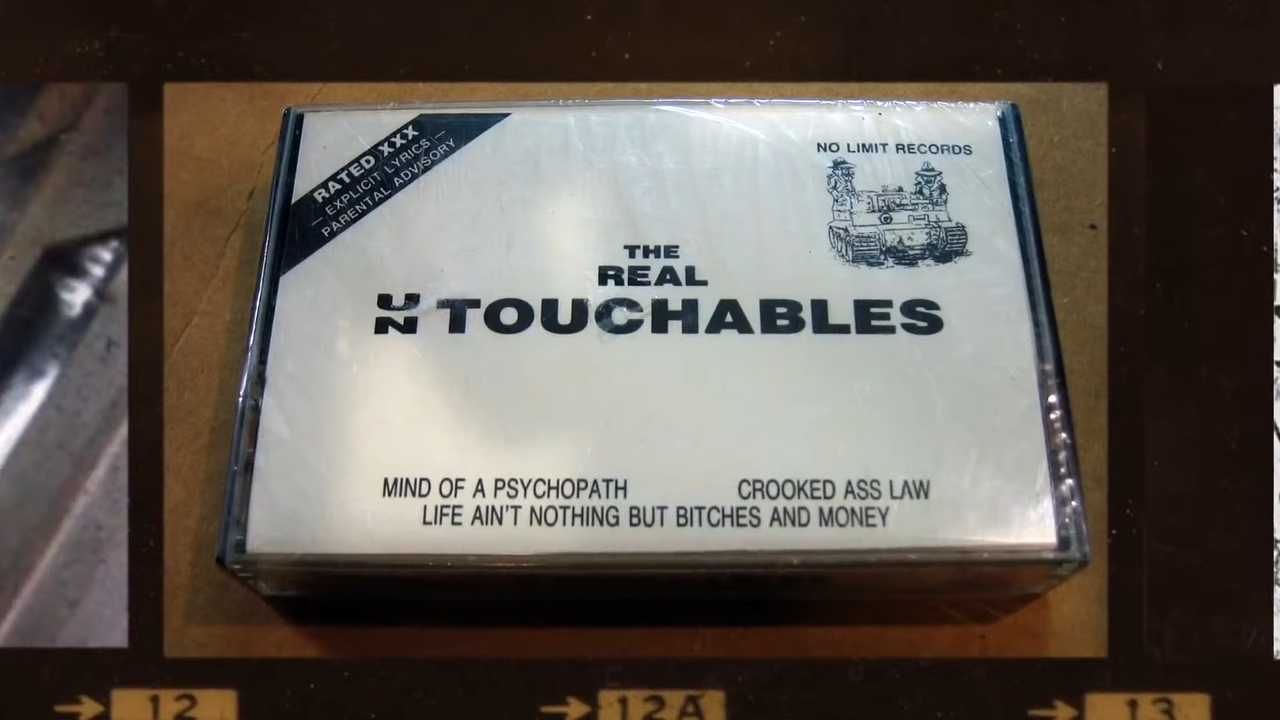 RATED XXX
— EXPLICIT LYRICS —
PARENTAL ADVISORY
NO LIMIT RECORDS
THE
REAL
UN TOUCHABLES
MIND OF A PSYCHOPATH CROOKED ASS LAW
LIFE AIN'T NOTHING BUT BITCHES AND MONEY
12 12A 13